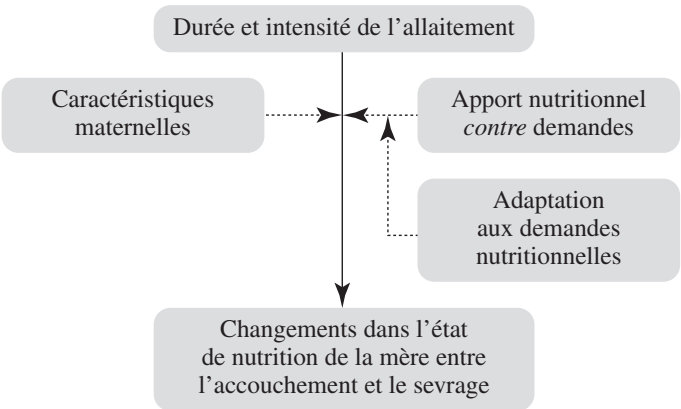 Durée et intensité de l’allaitement
Caractéristiques
maternelles
Apport nutritionnel
contre demandes
Adaptation
aux demandes
nutritionnelles
Changements dans l’état
de nutrition de la mère entre
l’accouchement et le sevrage